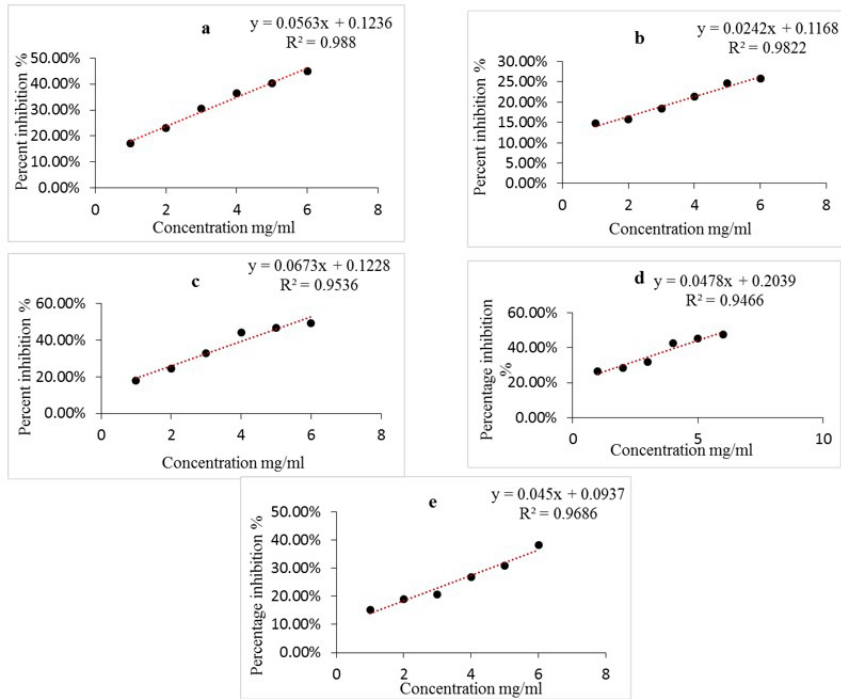 a
y = 0.0563x + 0.1236
R² = 0.988
Percent inhibition %
50.00%
40.00%
30.00%
20.00%
10.00%
0.00%
0 2 4 6 8
Concentration mg/ml
b
y = 0.0242x + 0.1168
R² = 0.9822
Percent inhibition %
30.00%
25.00%
20.00%
15.00%
10.00%
5.00%
0.00%
0 2 4 6 8
Concentration mg/ml
c
y = 0.0673x + 0.1228
R² = 0.9536
Percent inhibition %
60.00%
40.00%
20.00%
0.00%
0 2 4 6 8
Concentration mg/ml
d
y = 0.0478x + 0.2039
R² = 0.9466
Percentage inhibition
%
60.00%
40.00%
20.00%
0.00%
0 5 10
Concentration mg/ml
e
y = 0.045x + 0.0937
R² = 0.9686
Percentage inhibition %
50.00%
40.00%
30.00%
20.00%
10.00%
0.00%
0 2 4 6 8
Concentration mg/ml